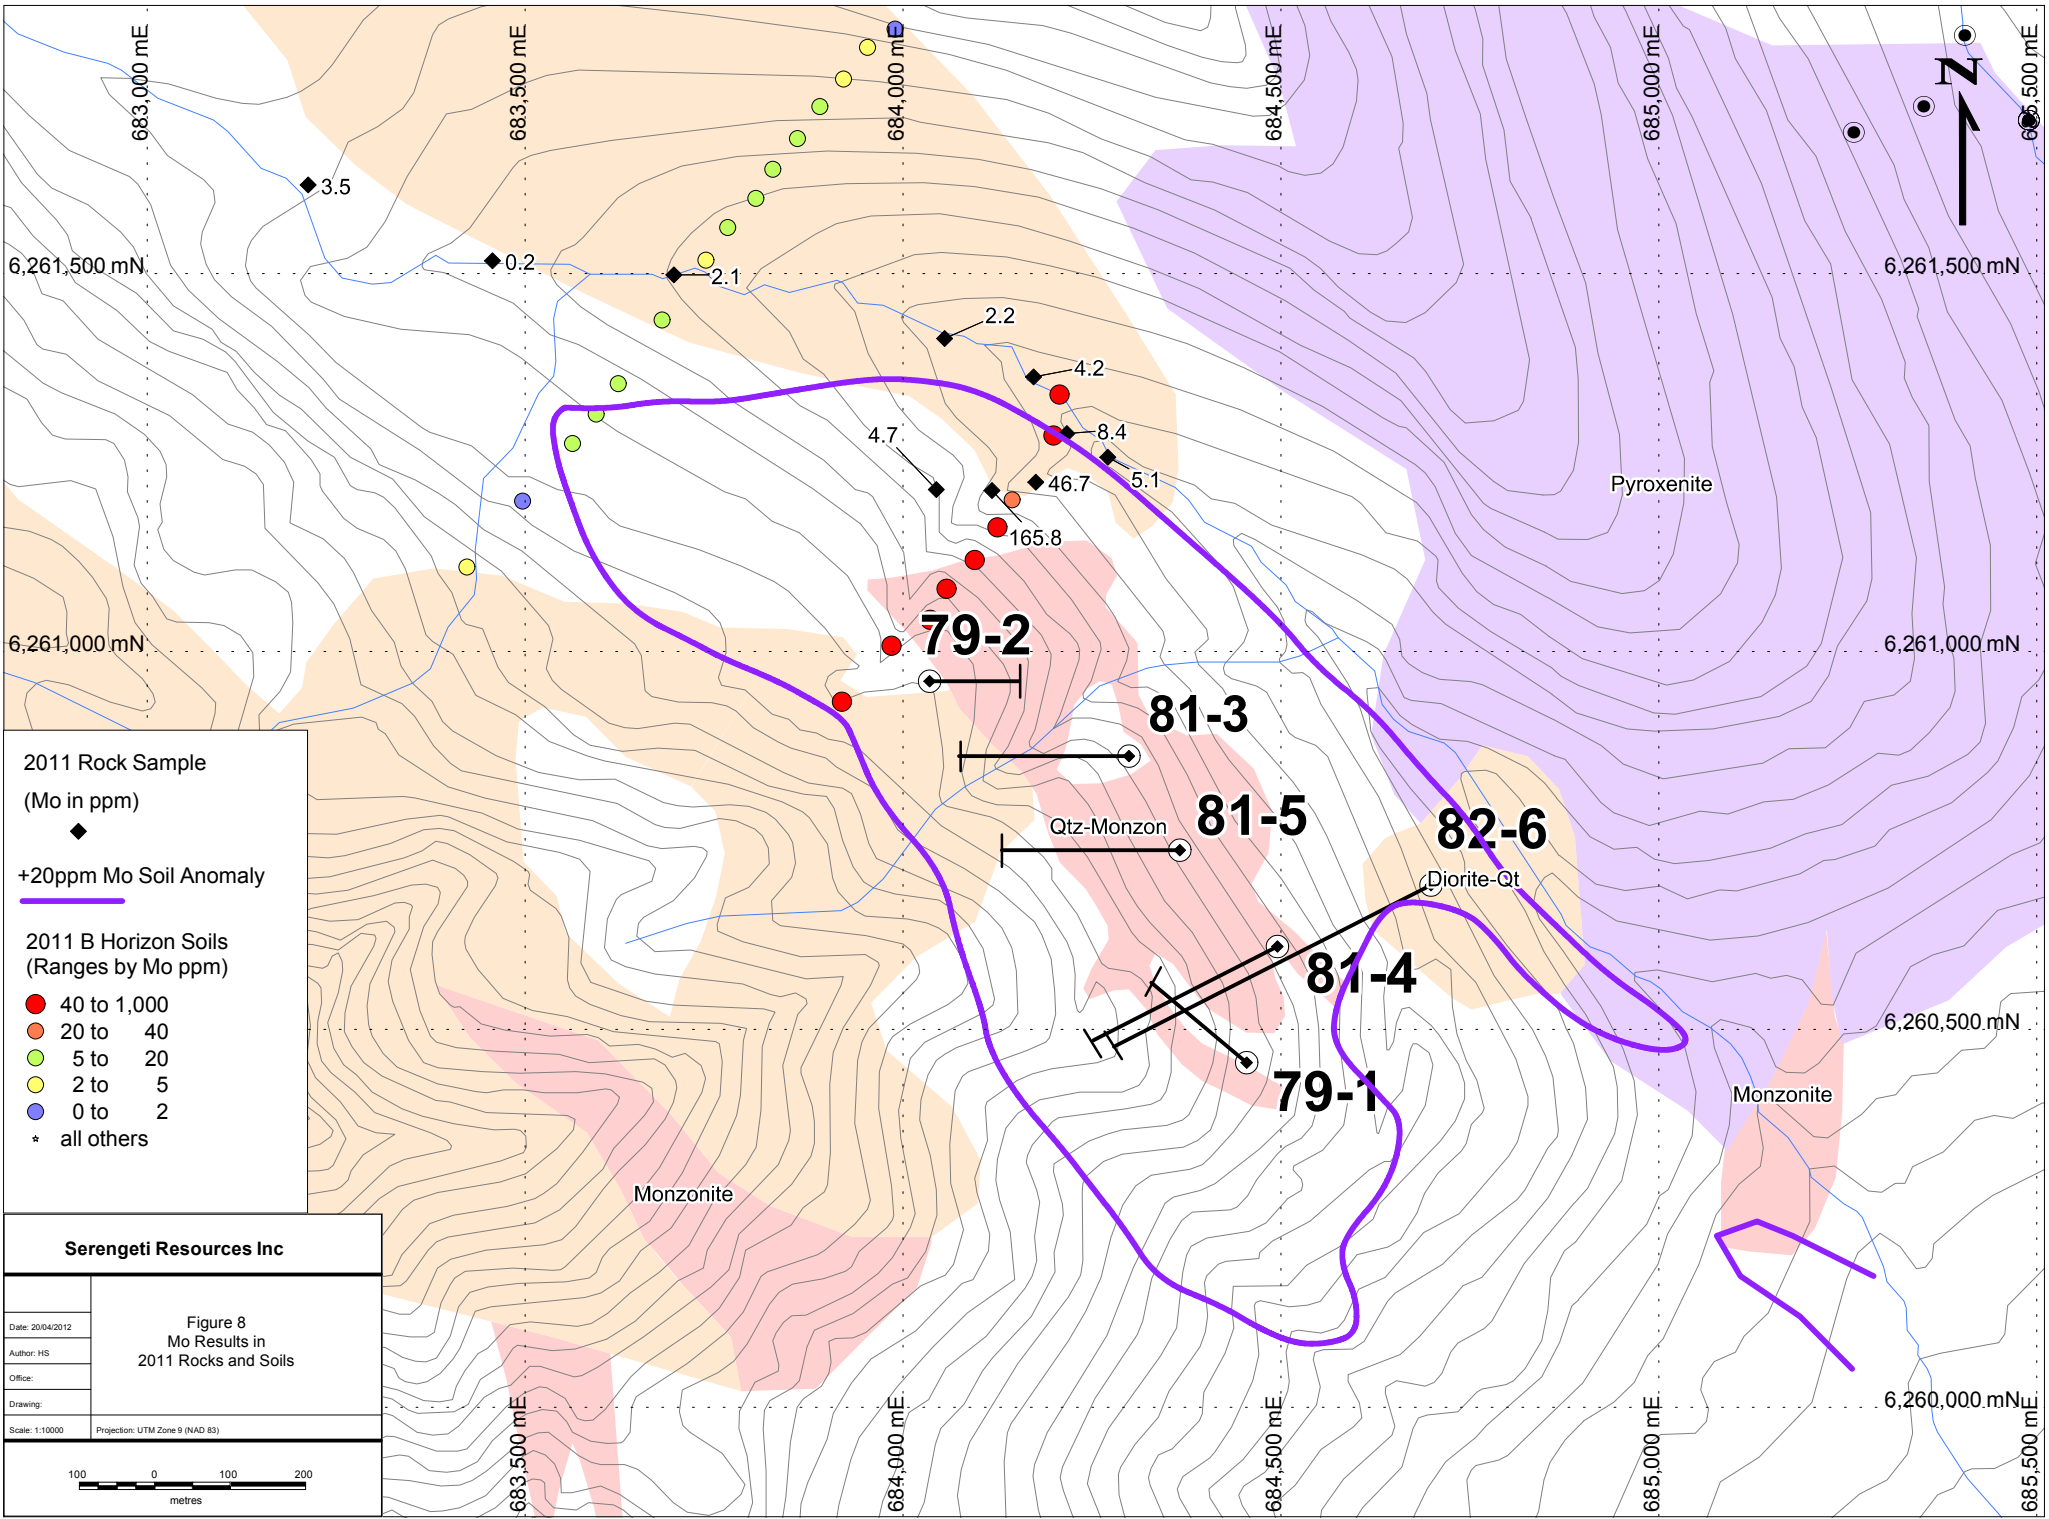 683,000 mE
683,500 mE
684,000 mE
684,500 mE
685,000 mE
685,500 mE
N
3.5
0.2
2.1
2.2
4.2
8.4
5.1
4.7
46.7
165.8
6,261,500 mN
6,261,500 mN
Pyroxenite
6,261,000 mN
6,261,000 mN
79-2
81-3
81-5
Qtz-Monzon
82-6
Diorite-Qt
81-4
79-1
6,260,500 mN
Monzonite
Monzonite
6,260,000 mN
683,500 mE
684,000 mE
684,500 mE
685,000 mE
685,500 mE
2011 Rock Sample
(Mo in ppm)
+20ppm Mo Soil Anomaly
2011 B Horizon Soils
(Ranges by Mo ppm)
40 to 1,000
20 to 40
5 to 20
2 to 5
0 to 2
all others
Serengeti Resources Inc
Figure 8
Mo Results in
2011 Rocks and Soils
Date: 20/04/2012
Author: HS
Office:
Drawing:
Scale: 1:10000
Projection: UTM Zone 9 (NAD 83)
100 0 100 200
metres